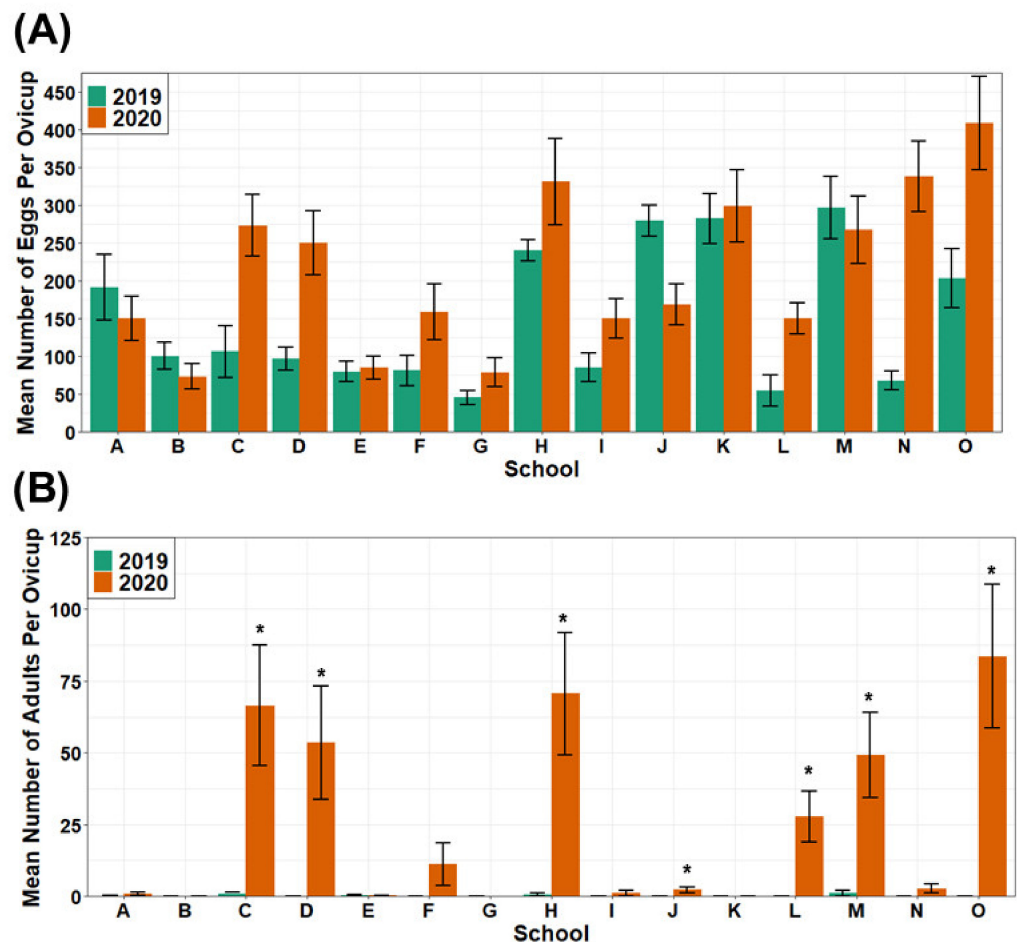 (A)
Mean Number of Eggs Per Ovicup
2019
2020
450
400
350
300
250
200
150
100
50
0
A B C D E F G H I J K L M N O
School
(B)
Mean Number of Adults Per Ovicup
2019
2020
125
100
75
50
25
0
* * * * * * *
A B C D E F G H I J K L M N O
School